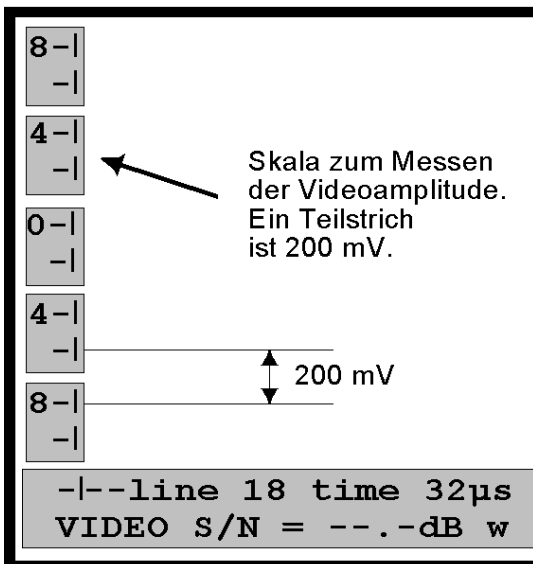 8-|
-|
4-|
-|
Skala zum Messen
der Videoamplitude.
Ein Teilstrich
ist 200 mV.
0-|
-|
4-|
-|
200 mV
8-|
-|
-|--line 18 time 32µs
VIDEO S/N = --.-dB w